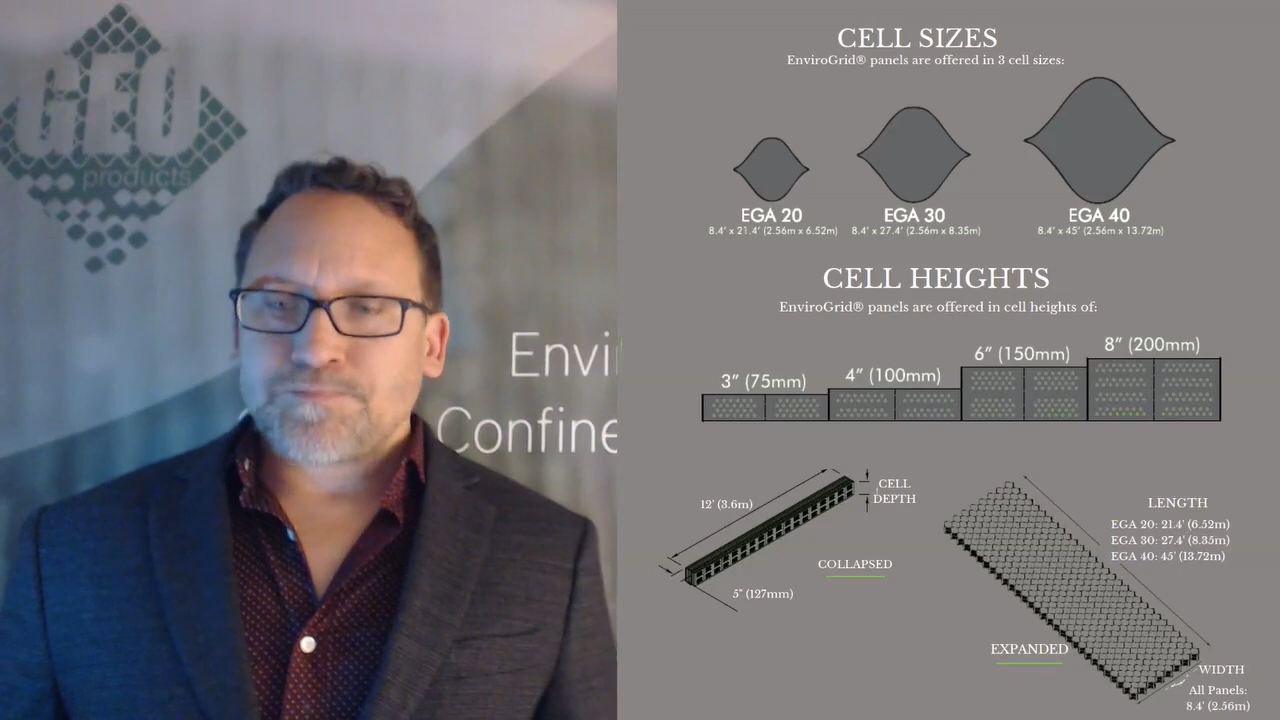 GEO
products
Envi
Confine
CELL SIZES
EnviroGrid® panels are offered in 3 cell sizes:
EGA 20
8.4' x 21.4' (2.56m x 6.52m)
EGA 30
8.4' x 27.4' (2.56m x 8.35m)
EGA 40
8.4' x 45' (2.56m x 13.72m)
CELL HEIGHTS
EnviroGrid® panels are offered in cell heights of:
3" (75mm)
4" (100mm)
6" (150mm)
8" (200mm)
12' (3.6m)
CELL
DEPTH
COLLAPSED
5" (127mm)
LENGTH
EGA 20: 21.4' (6.52m)
EGA 30: 27.4' (8.35m)
EGA 40: 45' (13.72m)
EXPANDED
WIDTH
All Panels:
8.4' (2.56m)